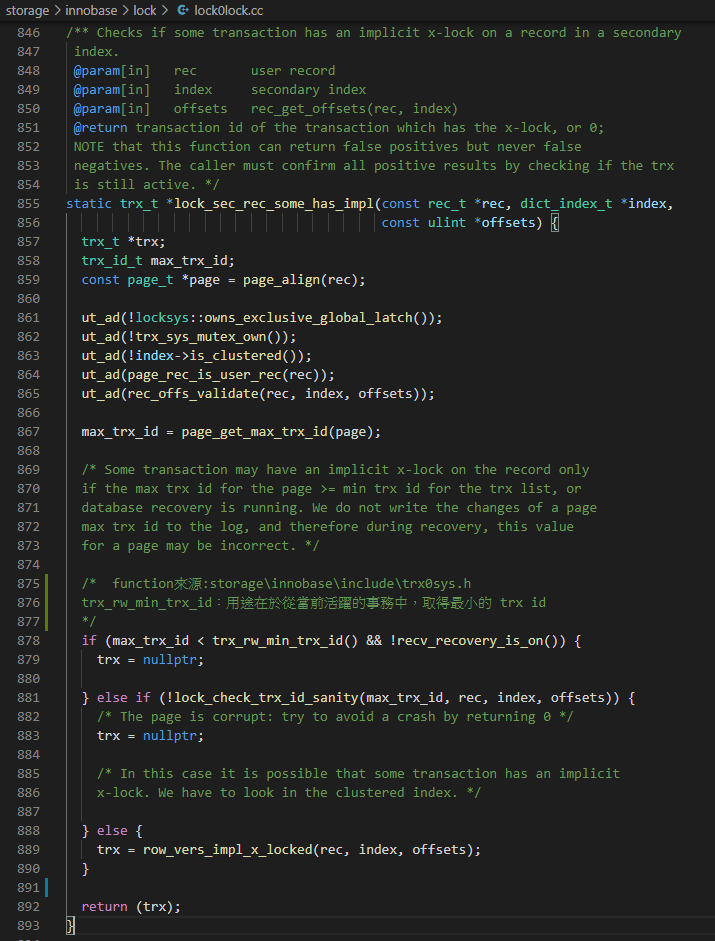 storage > innobase > lock > lock0lock.cc
846 /** Checks if some transaction has an implicit x-lock on a record in a secondary
847 index.
848 @param[in] rec user record
849 @param[in] index secondary index
850 @param[in] offsets rec_get_offsets(rec, index)
851 @return transaction id of the transaction which has the x-lock, or 0;
852 NOTE that this function can return false positives but never false
853 negatives. The caller must confirm all positive results by checking if the trx
854 is still active. */
855 static trx_t *lock_sec_rec_some_has_impl(const rec_t *rec, dict_index_t *index,
856 const ulint *offsets) {
857 trx_t *trx;
858 trx_id_t max_trx_id;
859 const page_t *page = page_align(rec);
860
861 ut_ad(!locksys::owns_exclusive_global_latch());
862 ut_ad(!trx_sys_mutex_own());
863 ut_ad(!index->is_clustered());
864 ut_ad(page_rec_is_user_rec(rec));
865 ut_ad(rec_offs_validate(rec, index, offsets));
866
867 max_trx_id = page_get_max_trx_id(page);
868
869 /* Some transaction may have an implicit x-lock on the record only
870 if the max trx id for the page >= min trx id for the trx list, or
871 database recovery is running. We do not write the changes of a page
872 max trx id to the log, and therefore during recovery, this value
873 for a page may be incorrect. */
874
875 /* function來源:storage\innobase\include\trx0sys.h
876 trx_rw_min_trx_id：用途在於從當前活躍的事務中，取得最小的 trx id
877 */
878 if (max_trx_id < trx_rw_min_trx_id() && !recv_recovery_is_on()) {
879 trx = nullptr;
880
881 } else if (!lock_check_trx_id_sanity(max_trx_id, rec, index, offsets)) {
882 /* The page is corrupt: try to avoid a crash by returning 0 */
883 trx = nullptr;
884
885 /* In this case it is possible that some transaction has an implicit
886 x-lock. We have to look in the clustered index. */
887
888 } else {
889 trx = row_vers_impl_x_locked(rec, index, offsets);
890 }
891
892 return (trx);
893 }